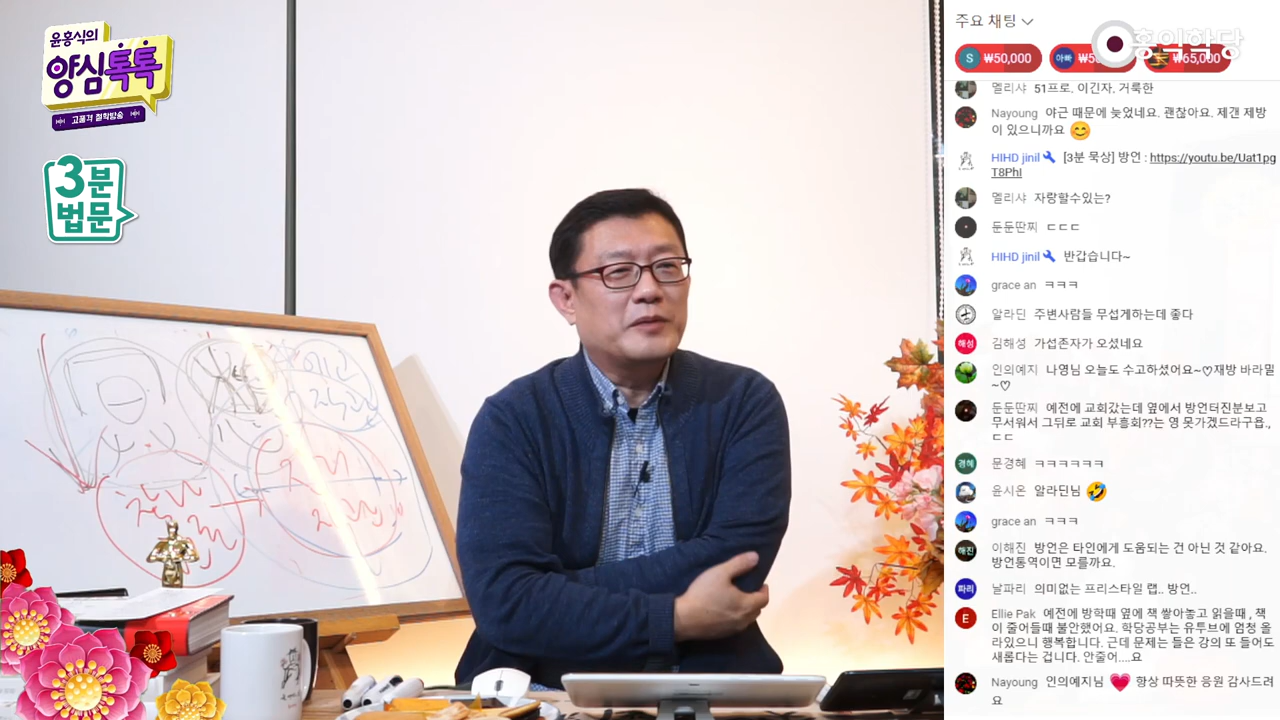 윤홍식의
양심톡톡
고품격 철학방송
3분
법문
주요 채팅
홍익학당
S ₩50,000
아빠
₩65,000
멜리샤 51프로. 이긴자. 거룩한
Nayoung 야근 때문에 늦었네요. 괜찮아요. 제겐 제방
이 있으니까요 😊
HIHD jinil [3분 묵상] 방언 : https://youtu.be/Uat1pg
T8PhI
멜리샤 자랑할수있는?
둔둔딴찌 ㄷㄷㄷ
HIHD jinil 반갑습니다~
grace an ㅋㅋㅋ
알라딘 주변사람들 무섭게하는데 좋다
해성 김해성 가섭존자가 오셨네요
인의예지 나영님 오늘도 수고하셨어요~♡재방 바라밀
~♡
둔둔딴찌 예전에 교회갔는데 옆에서 방언터진분보고
무서워서 그뒤로 교회 부흥회??는 영 못가겠드라구욥.,
ㄷㄷ
경혜 문경혜 ㅋㅋㅋㅋㅋㅋ
윤시온 알라딘님 🤣
grace an ㅋㅋㅋ
해진 이해진 방언은 타인에게 도움되는 건 아닌 것 같아요.
방언통역이면 모를까요.
파리 날파리 의미없는 프리스타일 랩.. 방언..
E Ellie Pak 예전에 방학때 옆에 책 쌓아놓고 읽을때 , 책
이 줄어들때 불안했어요. 학당공부는 유투브에 엄청 올
라있으니 행복합니다. 근데 문제는 들은 강의 또 들어도
새롭다는 겁니다. 안줄어....요
Nayoung 인의예지님 💗 항상 따뜻한 응원 감사드려
요